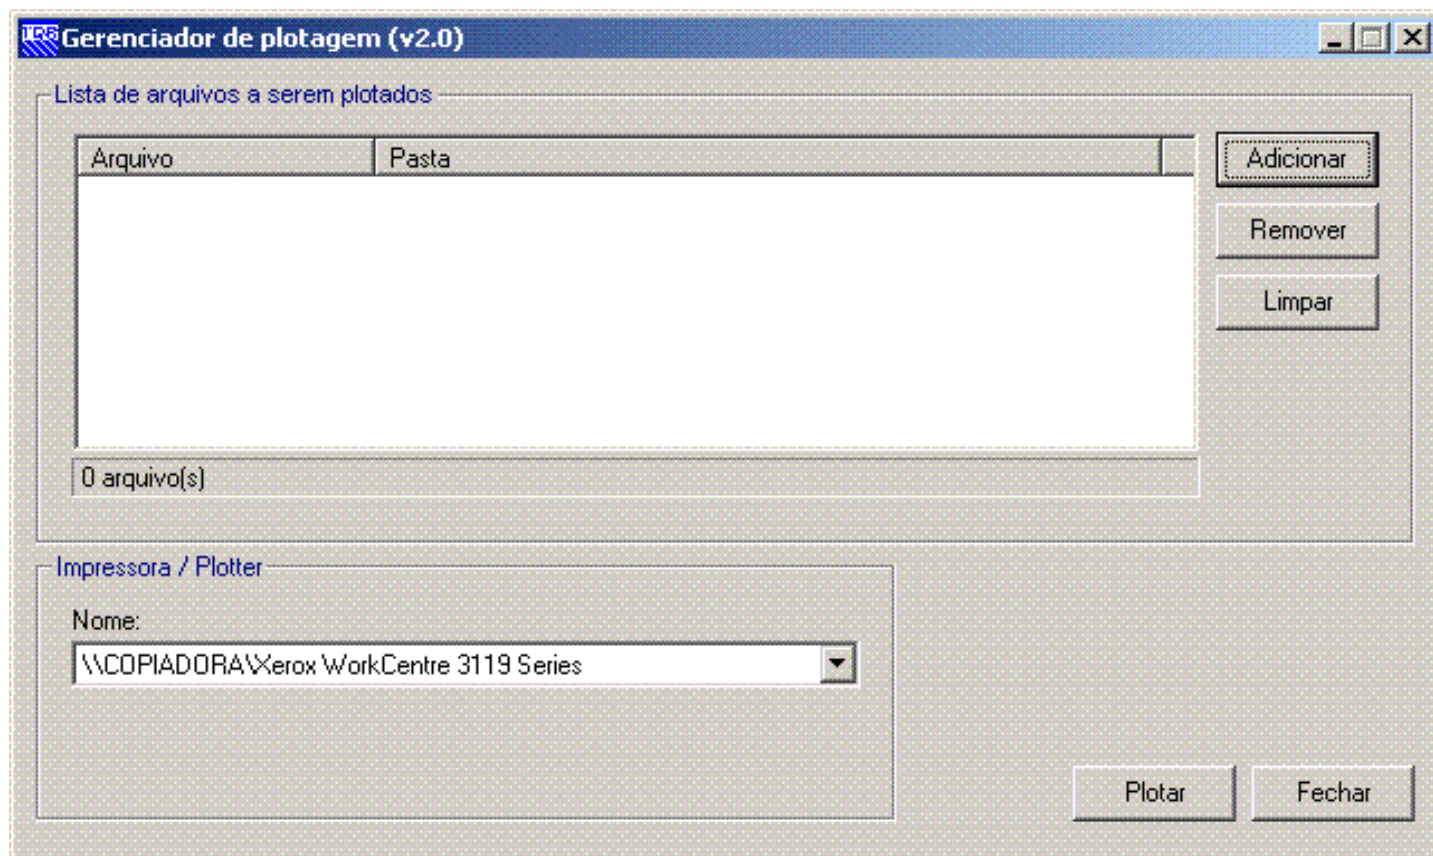 TQS Gerenciador de plotagem (v2.0)
Lista de arquivos a serem plotados
Arquivo Pasta
Adicionar
Remover
Limpar
0 arquivo(s)
Impressora / Plotter
Nome:
\\COPIADORA\Xerox WorkCentre 3119 Series
Plotar Fechar